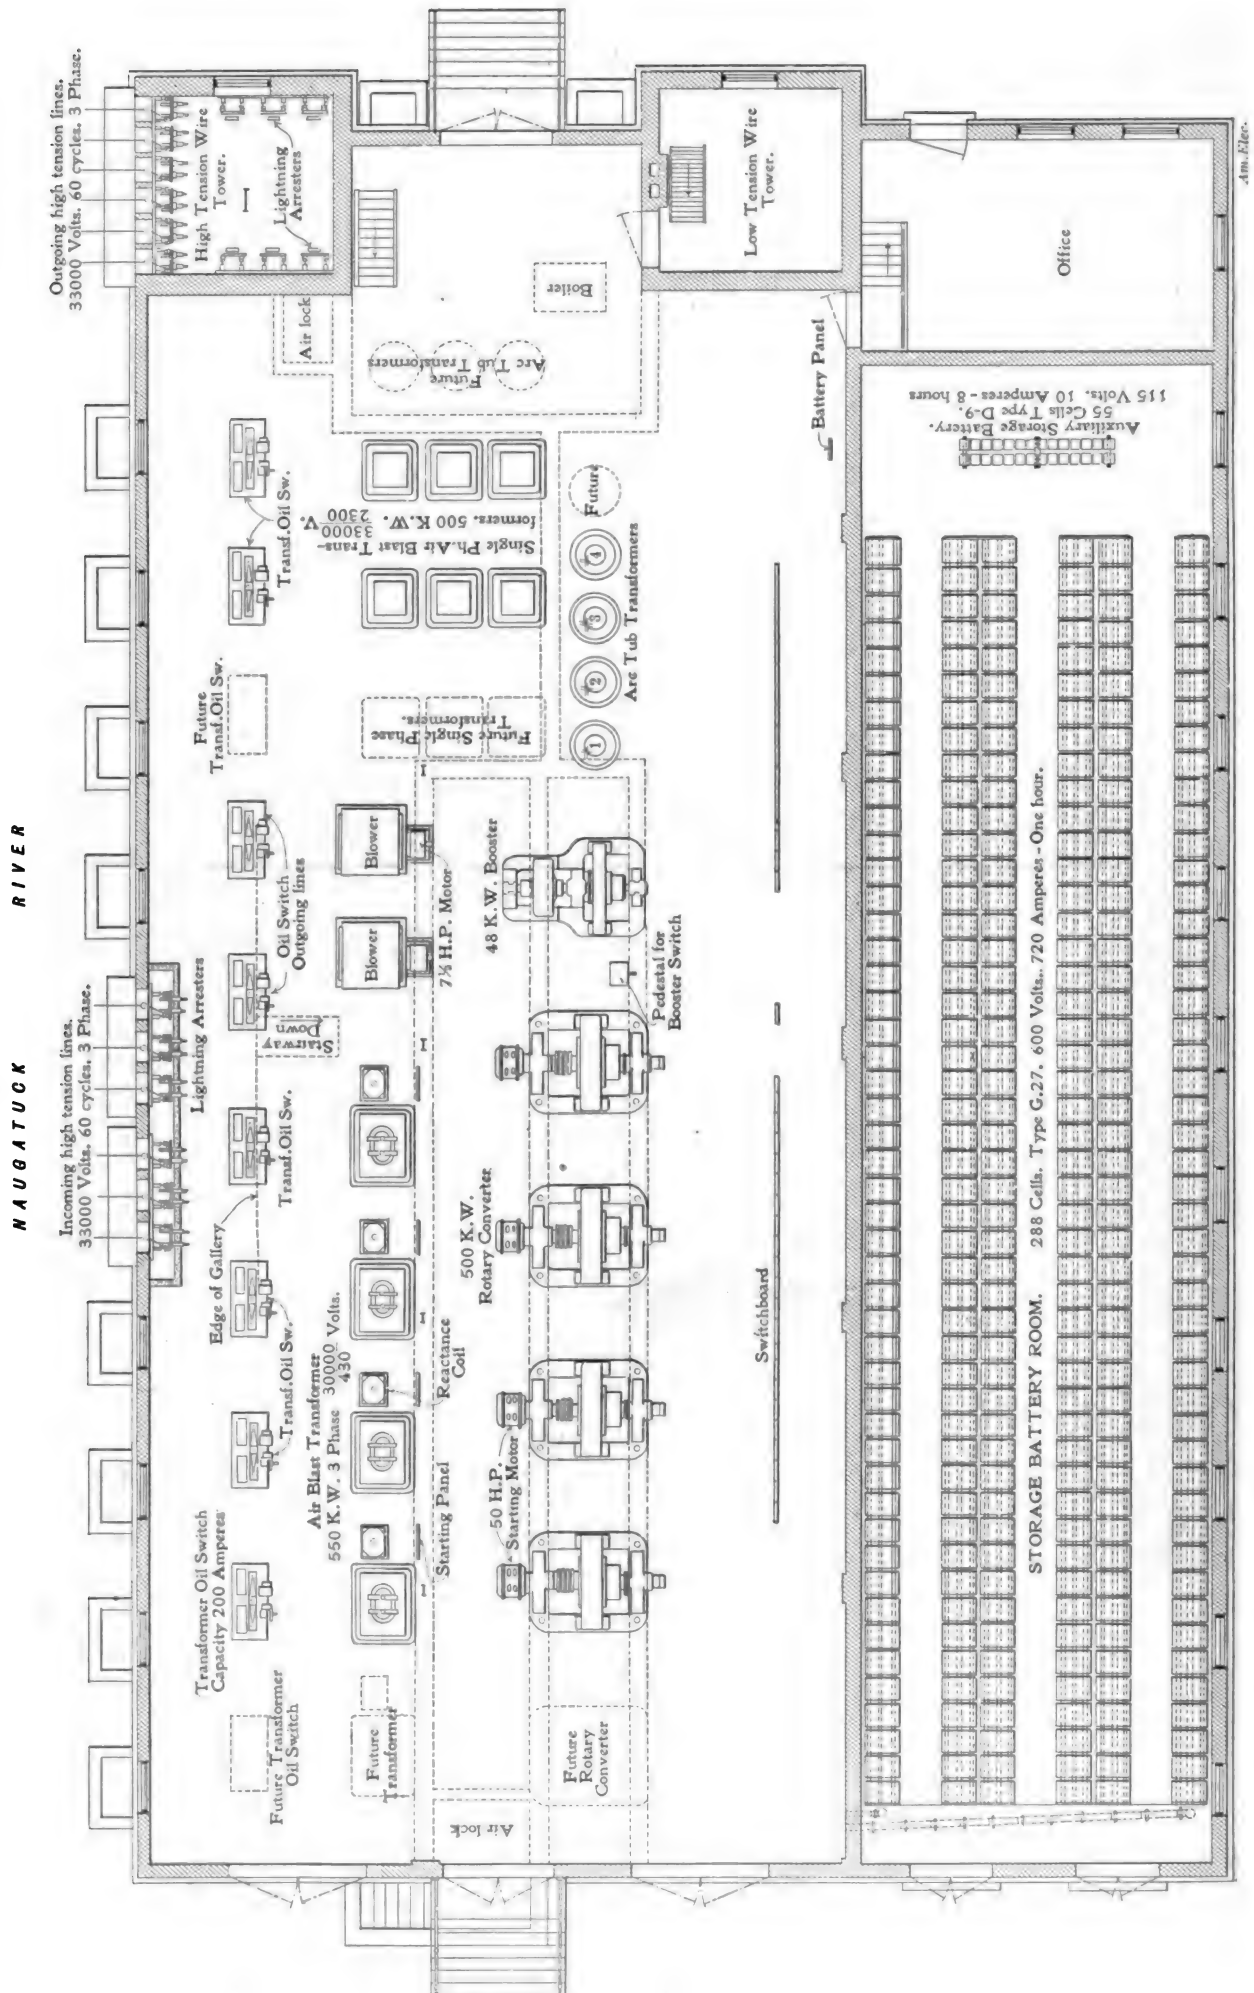 NAUGATUCK RIVER
Incoming high tension lines.
33000 Volts. 60 cycles. 3 Phase.
Outgoing high tension lines.
33000 Volts. 60 cycles. 3 Phase.
Lightning Arresters
High Tension Wire
Tower.
Lightning
Arresters
Future Transformer
Oil Switch
Transformer Oil Switch
Capacity 200 Amperes
Transf.Oil Sw.
Edge of Gallery
Transf.Oil Sw.
Stairway
Down
Oil Switch
Outgoing lines
Future
Transf.Oil Sw.
Transf.Oil Sw.
Air lock
Future
Transformer
Air Blast Transformer
550 K.W. 3 Phase 30000 Volts.
430
Starting Panel
Reactance
Coil
Blower
Blower
7½ H.P. Motor
I
I
I
I
Future Single Phase
Transformers.
Single Ph. Air Blast Trans-
formers. 500 K.W. 33000 V.
2300
Future
Arc Tub Transformers
Boiler
Air lock
Future
Rotary
Converter
50 H.P.
Starting Motor
500 K.W.
Rotary Converter
48 K.W. Booster
Pedestal for
Booster Switch
1
2
3
4
Future
Arc Tub Transformers
Low Tension Wire
Tower.
Switchboard
Battery Panel
STORAGE BATTERY ROOM. 288 Cells. Type G.27. 600 Volts. 720 Amperes-One hour.
Auxiliary Storage Battery.
55 Cells Type D-9.
115 Volts. 10 Amperes - 8 hours
Office
Am. Elec.